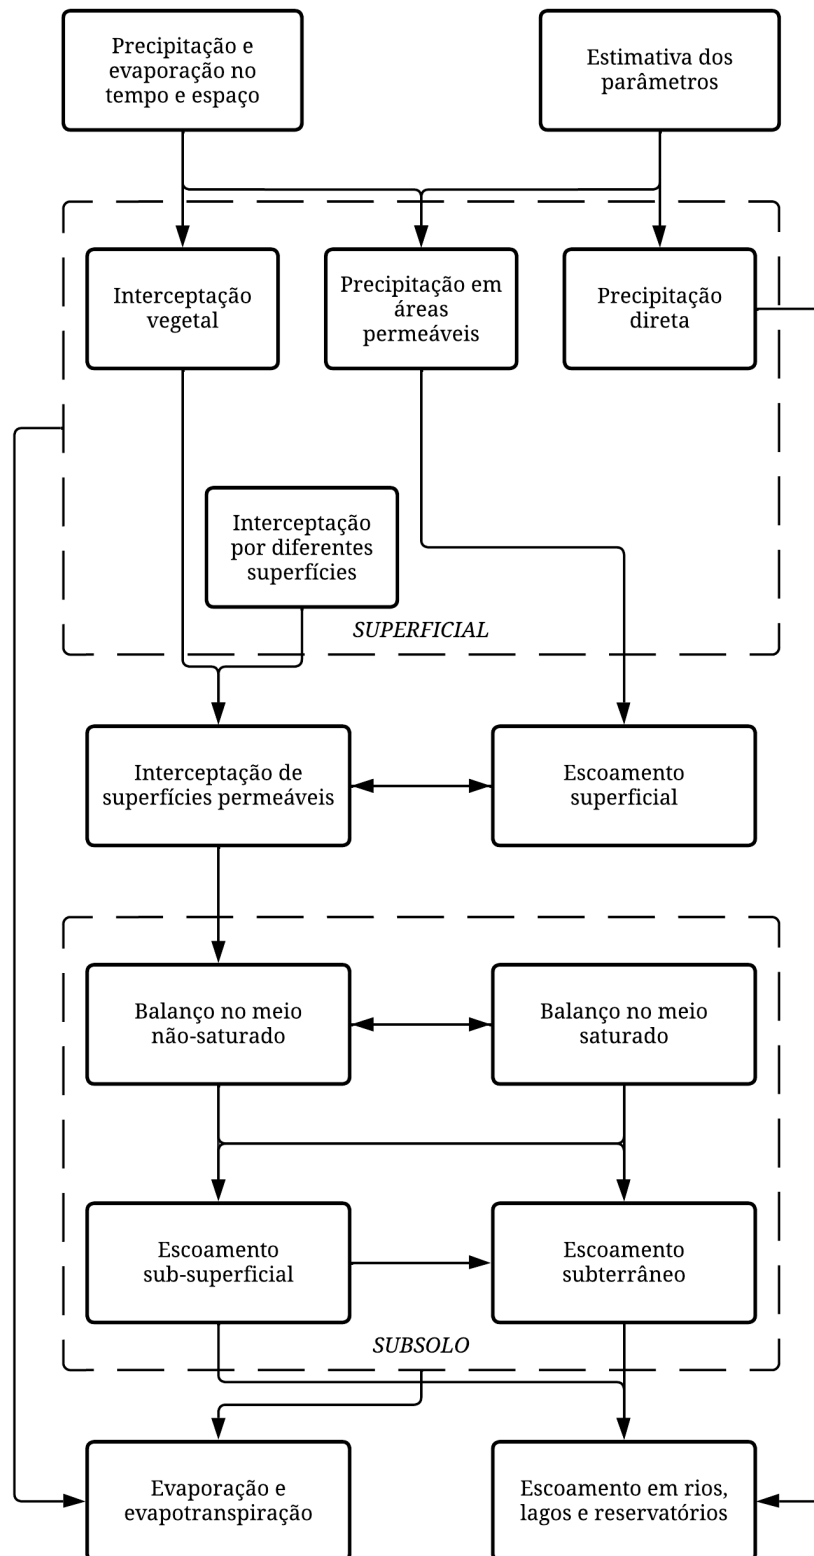 Precipitação e
evaporação no
tempo e espaço
Estimativa dos
parâmetros
Interceptação
vegetal
Precipitação em
áreas
permeáveis
Precipitação
direta
Interceptação
por diferentes
superfícies
SUPERFICIAL
Interceptação de
superfícies permeáveis
Escoamento
superficial
Balanço no meio
não-saturado
Balanço no meio
saturado
Escoamento
sub-superficial
Escoamento
subterrâneo
SUBSOLO
Evaporação e
evapotranspiração
Escoamento em rios,
lagos e reservatórios